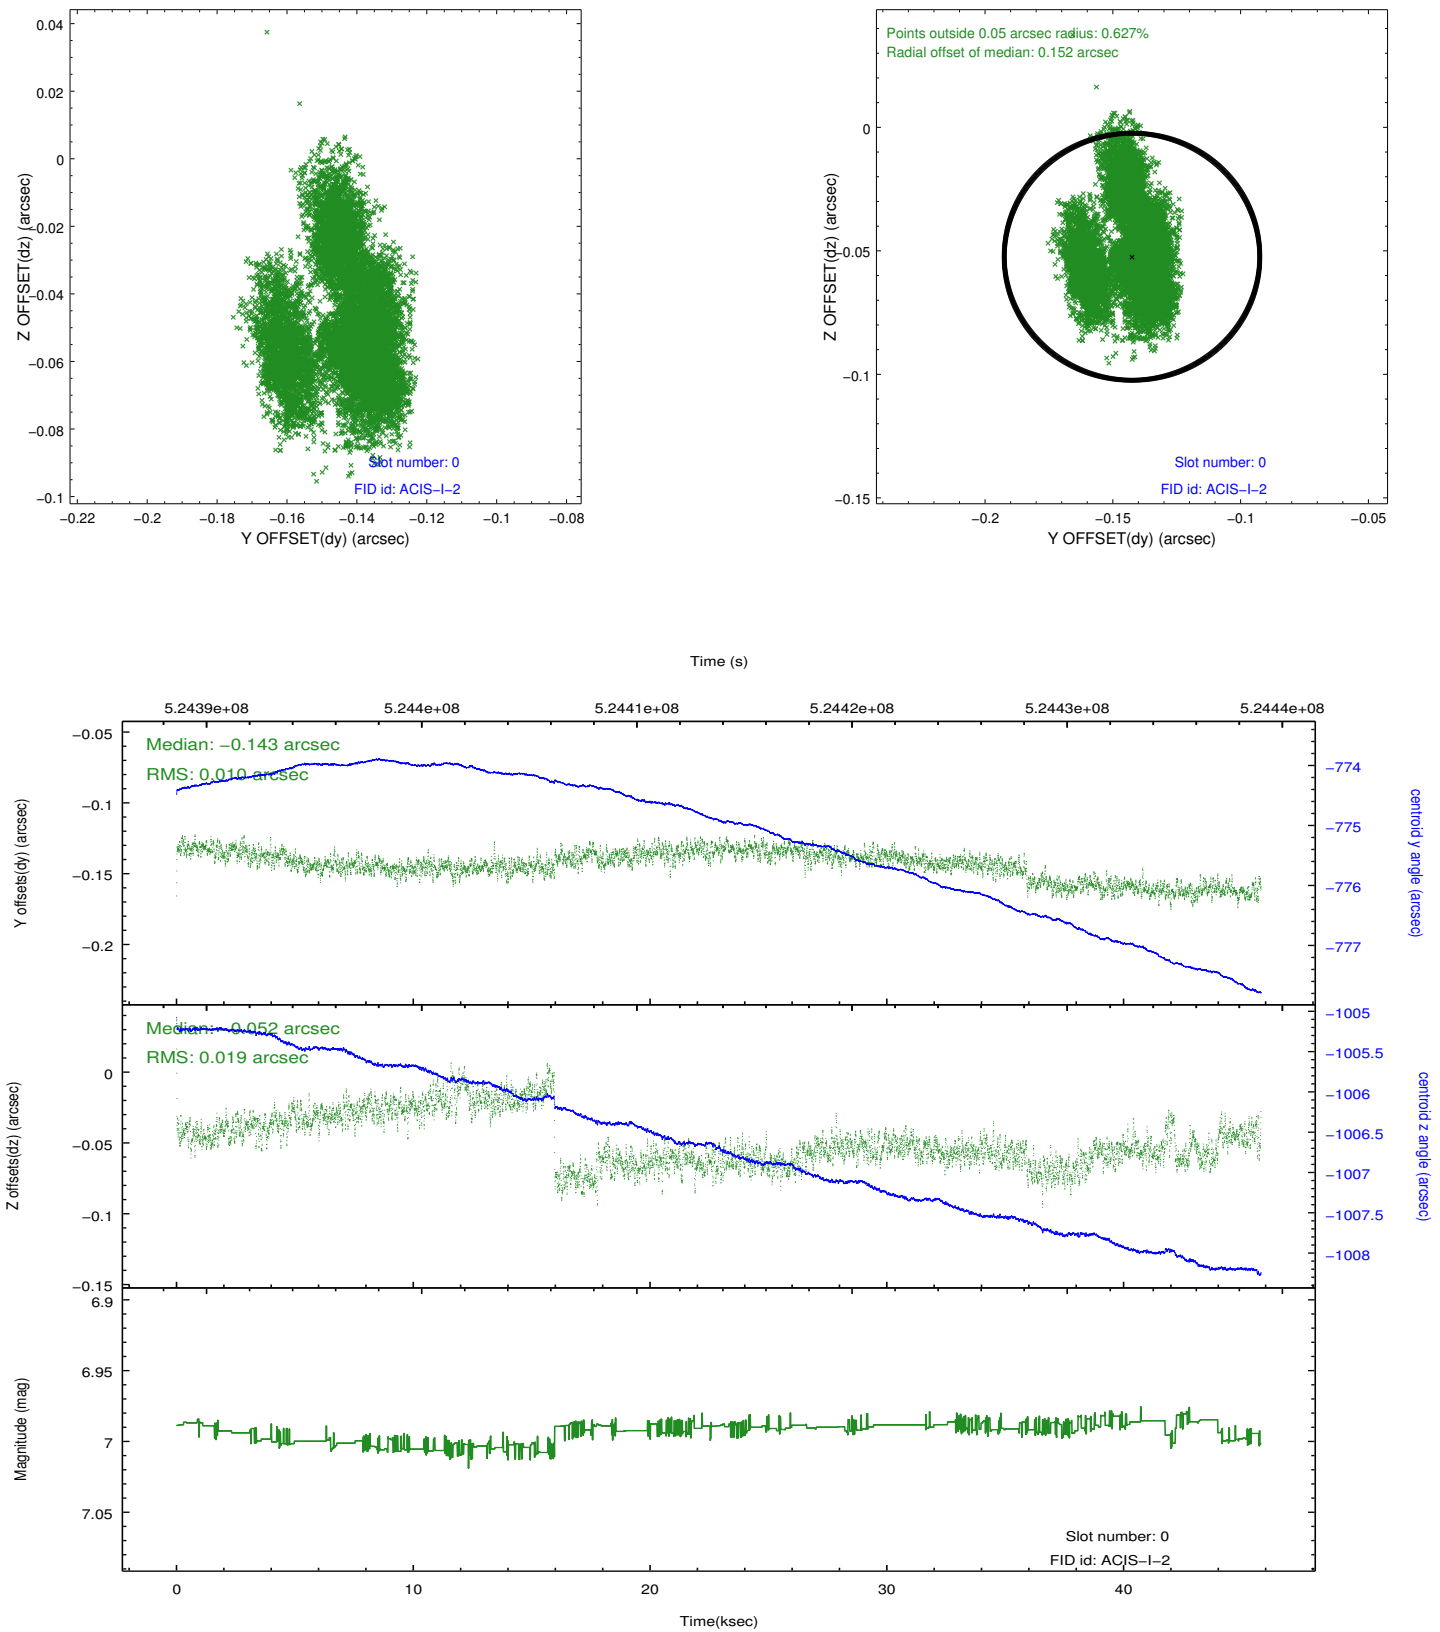 0.04
0.02
0
−0.02
−0.04
−0.06
−0.08
−0.1
Z OFFSET(dz) (arcsec)
Slot number: 0
FID id: ACIS−I−2
−0.22 −0.2 −0.18 −0.16 −0.14 −0.12 −0.1 −0.08
Y OFFSET(dy) (arcsec)
Points outside 0.05 arcsec radius: 0.627%
Radial offset of median: 0.152 arcsec
0
−0.05
−0.1
−0.15
Z OFFSET(dz) (arcsec)
Slot number: 0
FID id: ACIS−I−2
−0.2 −0.15 −0.1 −0.05
Y OFFSET(dy) (arcsec)
Time (s)
5.2439e+08 5.244e+08 5.2441e+08 5.2442e+08 5.2443e+08 5.2444e+08
Median: −0.143 arcsec
RMS: 0.010 arcsec
−0.05
−0.1
−0.15
−0.2
Y offsets(dy) (arcsec)
−774
−775
−776
−777
centroid y angle (arcsec)
Median: −0.052 arcsec
RMS: 0.019 arcsec
0
−0.05
−0.1
−0.15
Z offsets(dz) (arcsec)
−1005
−1005.5
−1006
−1006.5
−1007
−1007.5
−1008
centroid z angle (arcsec)
6.9
6.95
7
7.05
Magnitude (mag)
Slot number: 0
FID id: ACIS−I−2
0 10 20 30 40
Time(ksec)